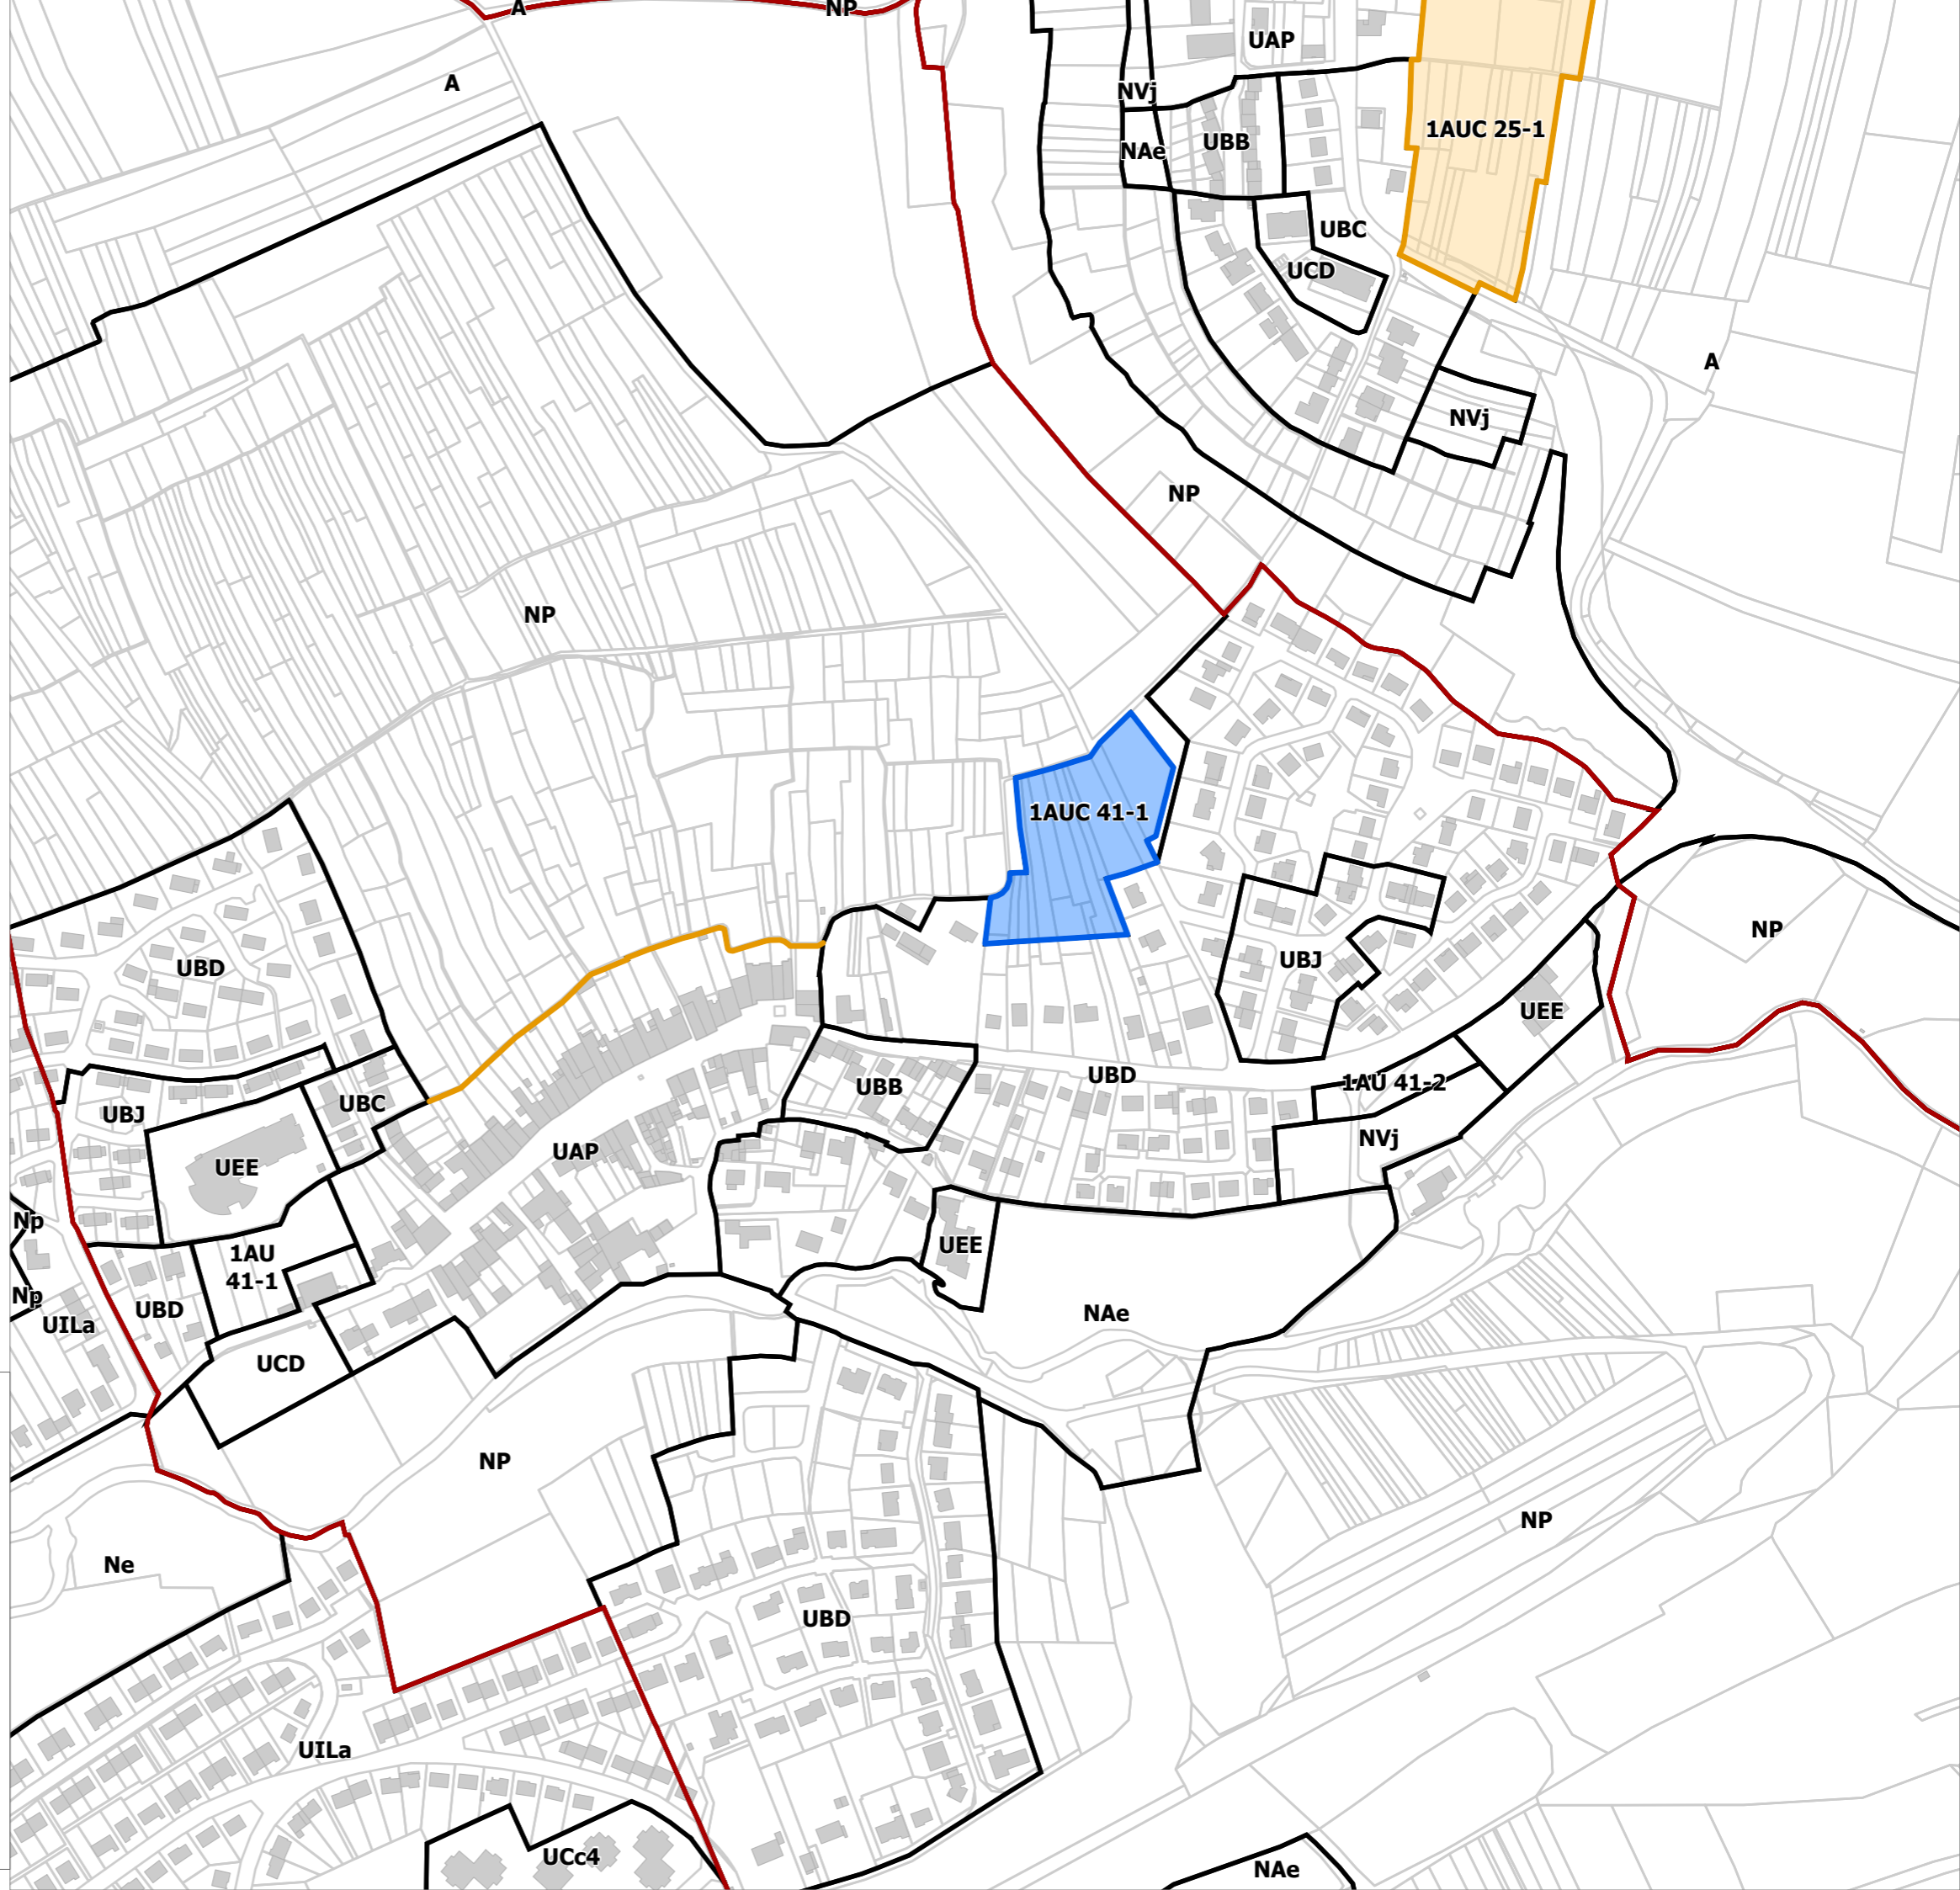 A
NP
UAP
A
NVj
1AUC 25-1
UBB
NAe
UBC
UCD
A
NVj
NP
NP
1AUC 41-1
NP
UBJ
UBD
UEE
UBD
1AU 41-2
UBB
UBC
UBJ
NVj
UAP
UEE
Np
UEE
1AU
41-1
Np
UBD
NAe
UILa
UCD
NP
NP
Ne
UBD
UILa
UCc4
NAe